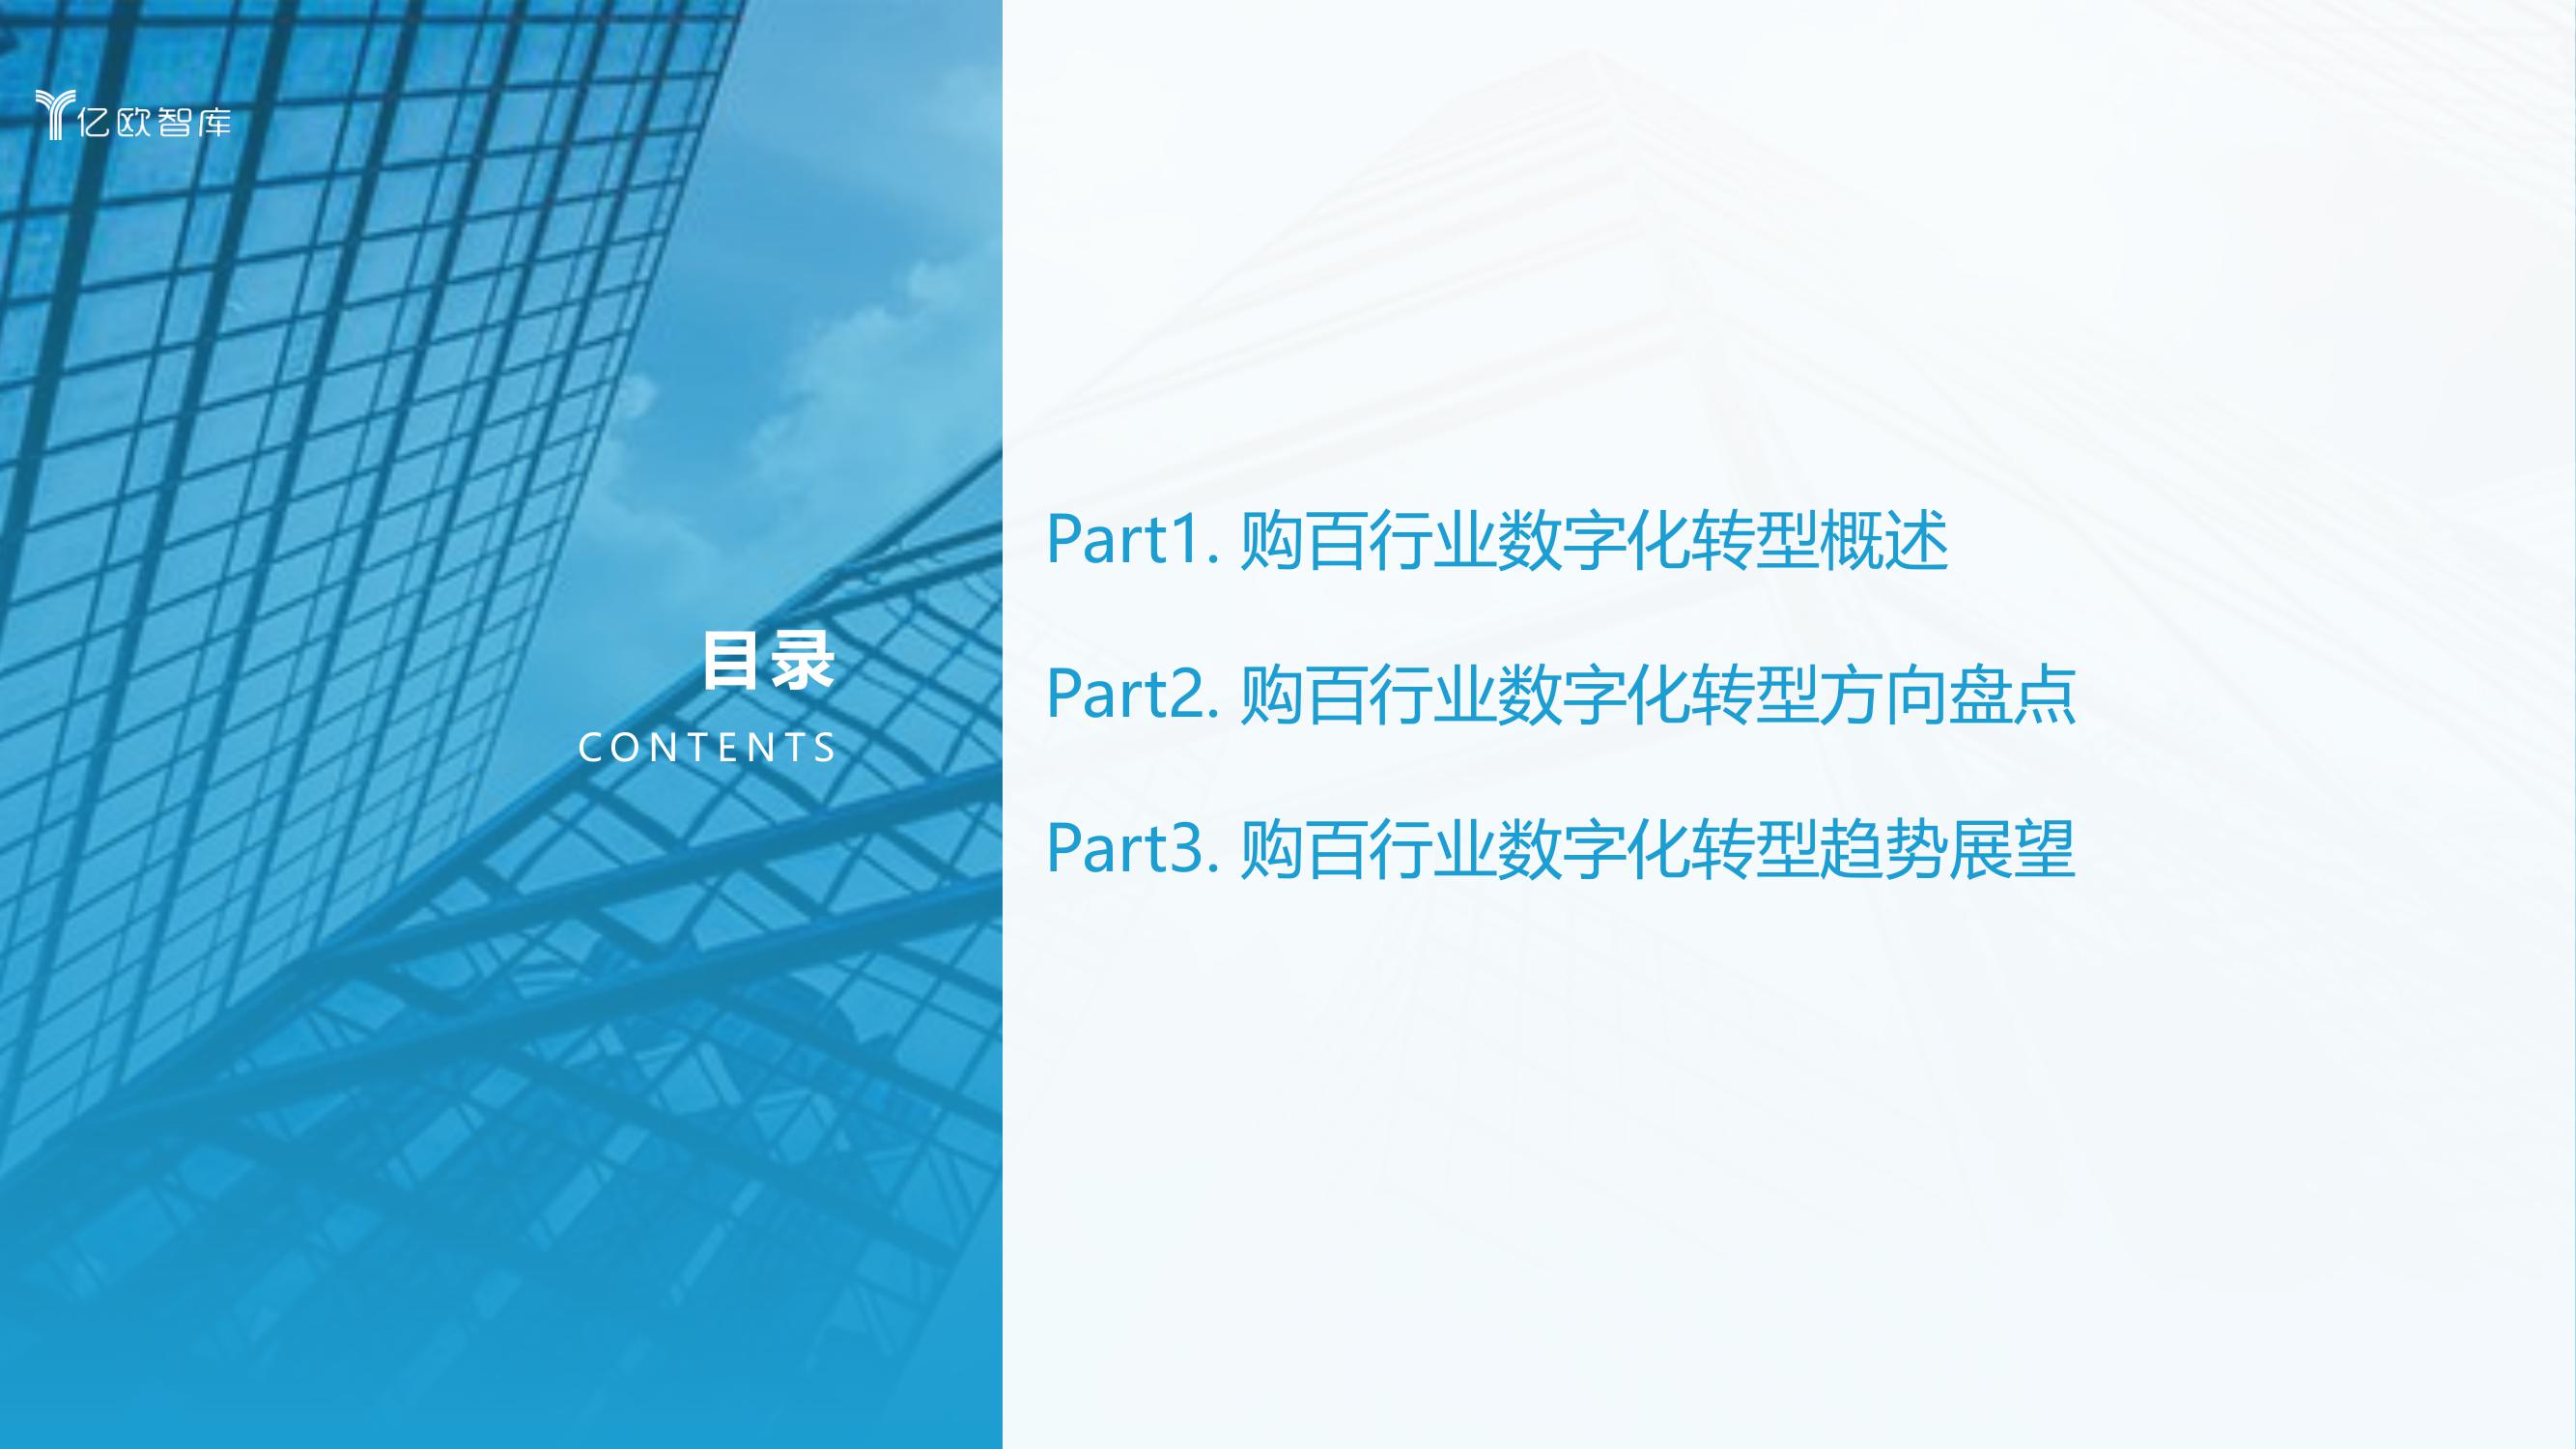 亿欧智库
目录
CONTENTS
Part1. 购百行业数字化转型概述
Part2. 购百行业数字化转型方向盘点
Part3. 购百行业数字化转型趋势展望